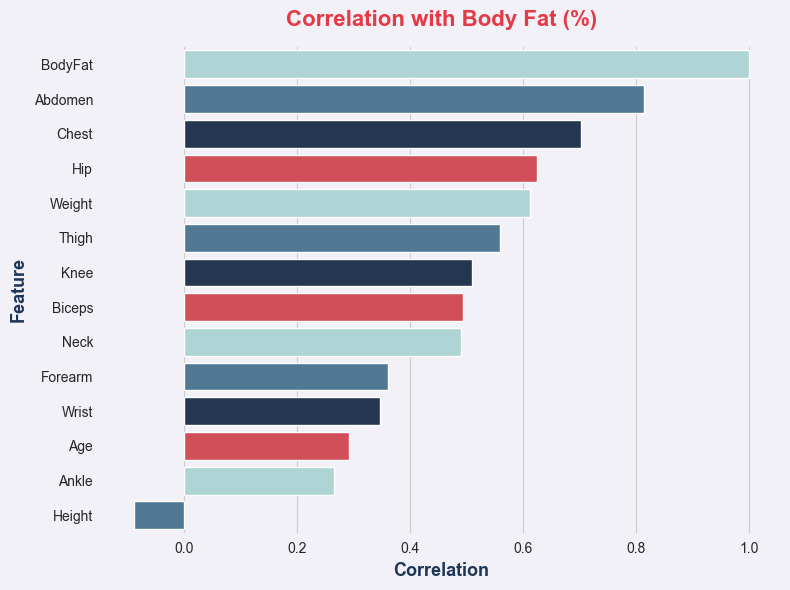 Correlation with Body Fat (%)
BodyFat
Abdomen
Chest
Hip
Weight
Thigh
Knee
Biceps
Neck
Forearm
Wrist
Age
Ankle
Height
Feature
0.0 0.2 0.4 0.6 0.8 1.0
Correlation